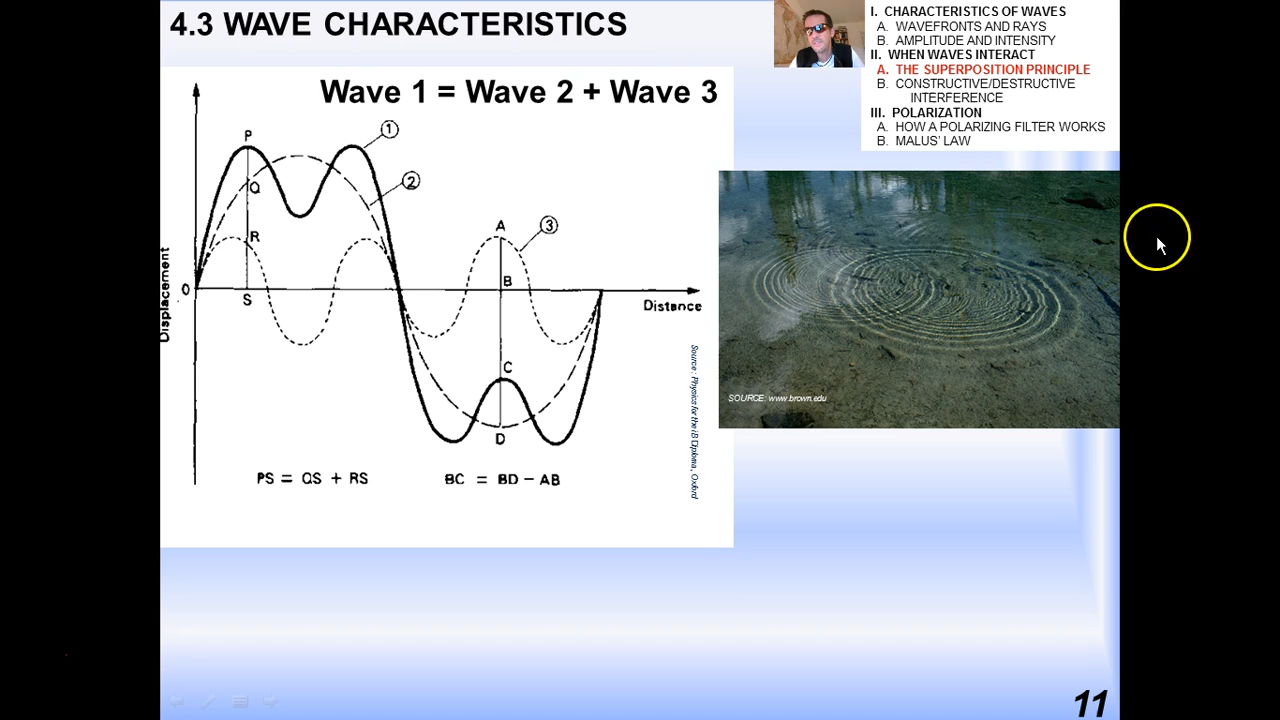 4.3 WAVE CHARACTERISTICS
I. CHARACTERISTICS OF WAVES
A. WAVEFRONTS AND RAYS
B. AMPLITUDE AND INTENSITY
II. WHEN WAVES INTERACT
A. THE SUPERPOSITION PRINCIPLE
B. CONSTRUCTIVE/DESTRUCTIVE
INTERFERENCE
III. POLARIZATION
A. HOW A POLARIZING FILTER WORKS
B. MALUS' LAW
Wave 1 = Wave 2 + Wave 3
P
1
Q
2
R
A
3
O
S
B
Displacement
Distance
C
D
PS = QS + RS
BC = BD - AB
Source: Physics for the IB Diploma, Oxford
SOURCE: www.brown.edu
11